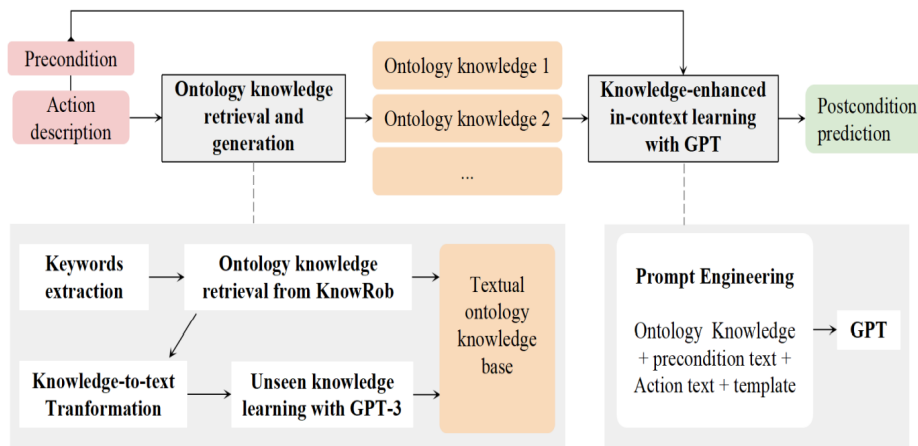 Precondition
Action
description
Ontology knowledge
retrieval and
generation
Ontology knowledge 1
Ontology knowledge 2
...
Knowledge-enhanced
in-context learning
with GPT
Postcondition
prediction
Keywords
extraction
Ontology knowledge
retrieval from KnowRob
Knowledge-to-text
Tranformation
Unseen knowledge
learning with GPT-3
Textual
ontology
knowledge
base
Prompt Engineering
Ontology Knowledge
+ precondition text +
Action text + template
GPT